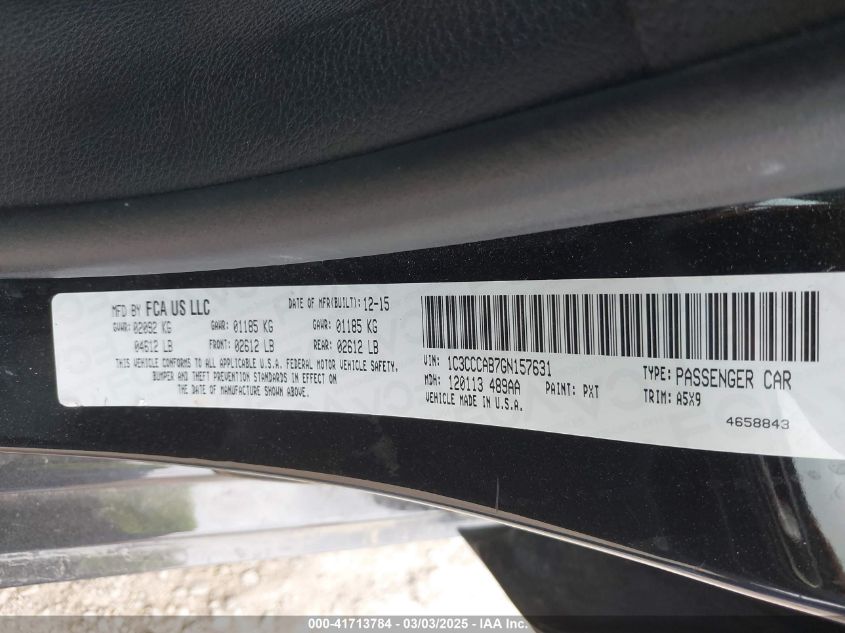 MFD BY FCA US LLC DATE OF MFR(BUILT): 12-15
GVWR: 02092 KG GAWR: 01185 KG GAWR: 01185 KG
04612 LB FRONT: 02612 LB REAR: 02612 LB
THIS VEHICLE CONFORMS TO ALL APPLICABLE U.S.A. FEDERAL MOTOR VEHICLE SAFETY,
BUMPER AND THEFT PREVENTION STANDARDS IN EFFECT ON
THE DATE OF MANUFACTURE SHOWN ABOVE.
VIN: 1C3CCCAB7GN157631 TYPE: PASSENGER CAR
MDH: 120113 489AA PAINT: PXT TRIM: A5X9
VEHICLE MADE IN U.S.A.
4658843
000-41713784 — 03/03/2025 — IAA Inc.